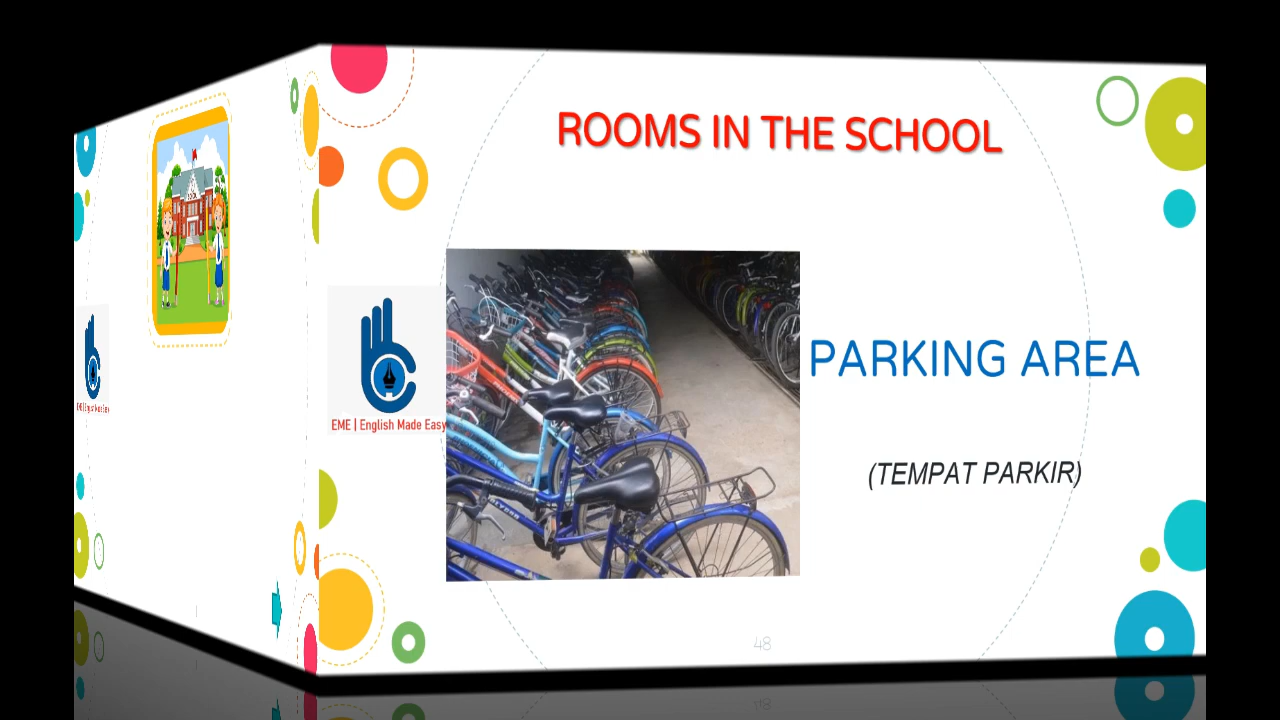 ROOMS IN THE SCHOOL
EME | English Made Easy
PARKING AREA
(TEMPAT PARKIR)
48